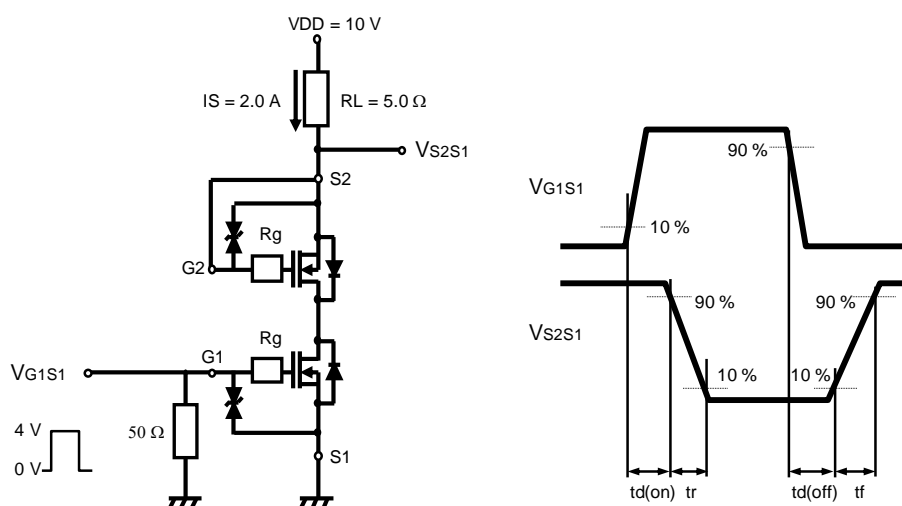 VDD = 10 V
IS = 2.0 A
RL = 5.0 Ω
VS2S1
S2
Rg
G2
Rg
G1
VG1S1
50 Ω
4 V
0 V
S1
VG1S1
90 %
10 %
VS2S1
90 %
90 %
10 %
10 %
td(on) tr td(off) tf